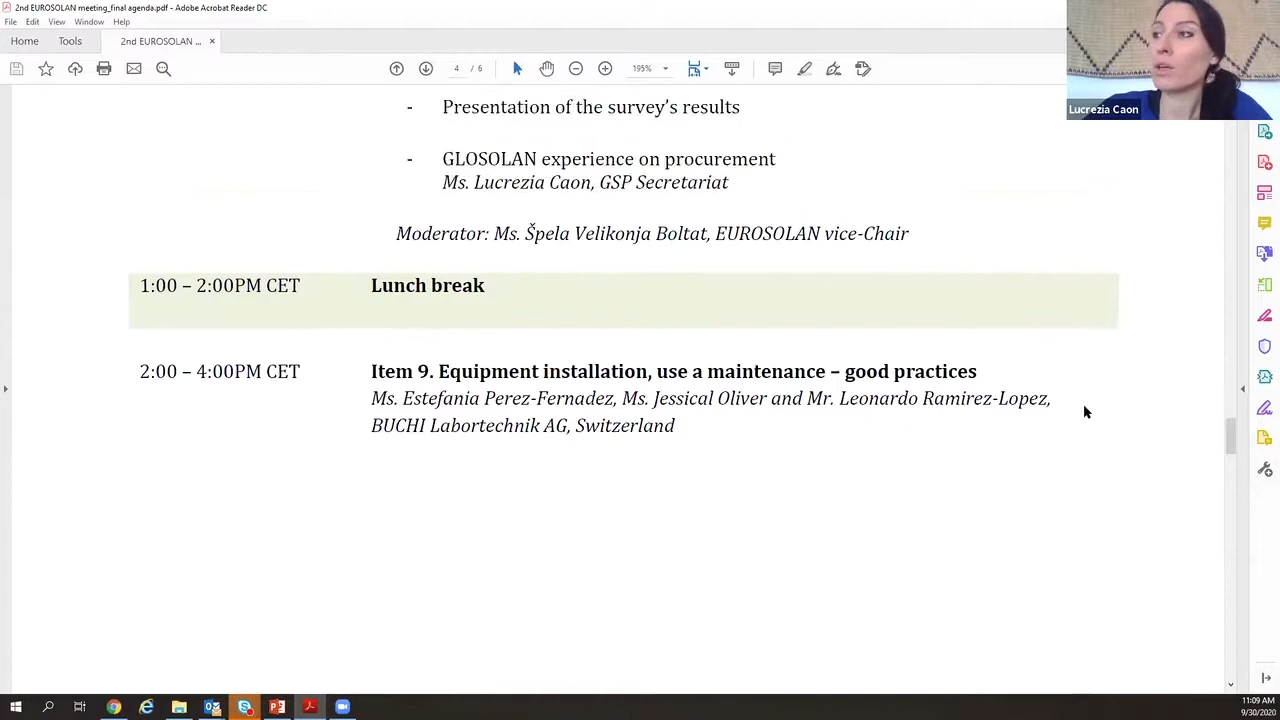 2nd EUROSOLAN meeting_final agenda.pdf - Adobe Acrobat Reader DC
File Edit View Window Help
Home Tools 2nd EUROSOLAN ... ×
4 / 6 195%
Lucrezia Caon
- Presentation of the survey's results
- GLOSOLAN experience on procurement
Ms. Lucrezia Caon, GSP Secretariat
Moderator: Ms. Špela Velikonja Boltat, EUROSOLAN vice-Chair
1:00 – 2:00PM CET Lunch break
2:00 – 4:00PM CET Item 9. Equipment installation, use a maintenance – good practices
Ms. Estefania Perez-Fernadez, Ms. Jessical Oliver and Mr. Leonardo Ramirez-Lopez,
BUCHI Labortechnik AG, Switzerland
11:09 AM
9/30/2020